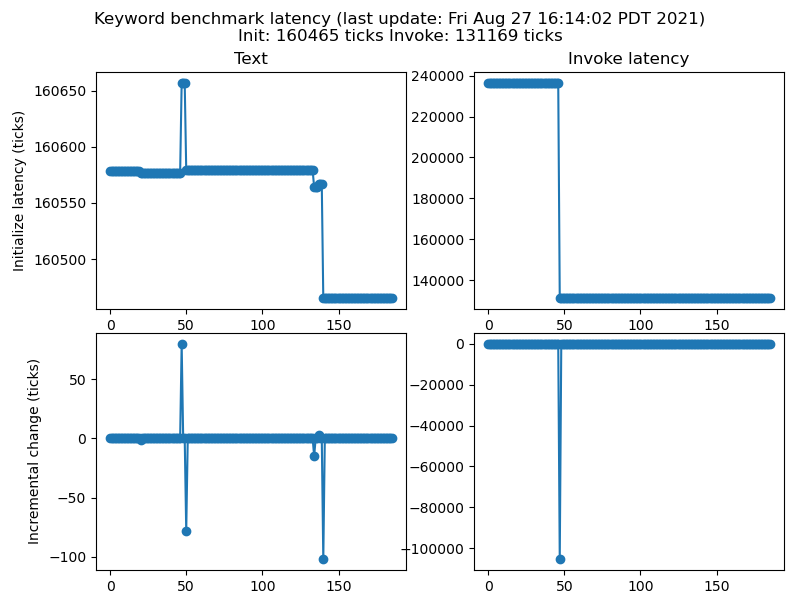 Keyword benchmark latency (last update: Fri Aug 27 16:14:02 PDT 2021)
Init: 160465 ticks Invoke: 131169 ticks
Text
Invoke latency
Initialize latency (ticks)
160650
160600
160550
160500
0 50 100 150
240000
220000
200000
180000
160000
140000
0 50 100 150
Incremental change (ticks)
50
0
−50
−100
0 50 100 150
0
−20000
−40000
−60000
−80000
−100000
0 50 100 150